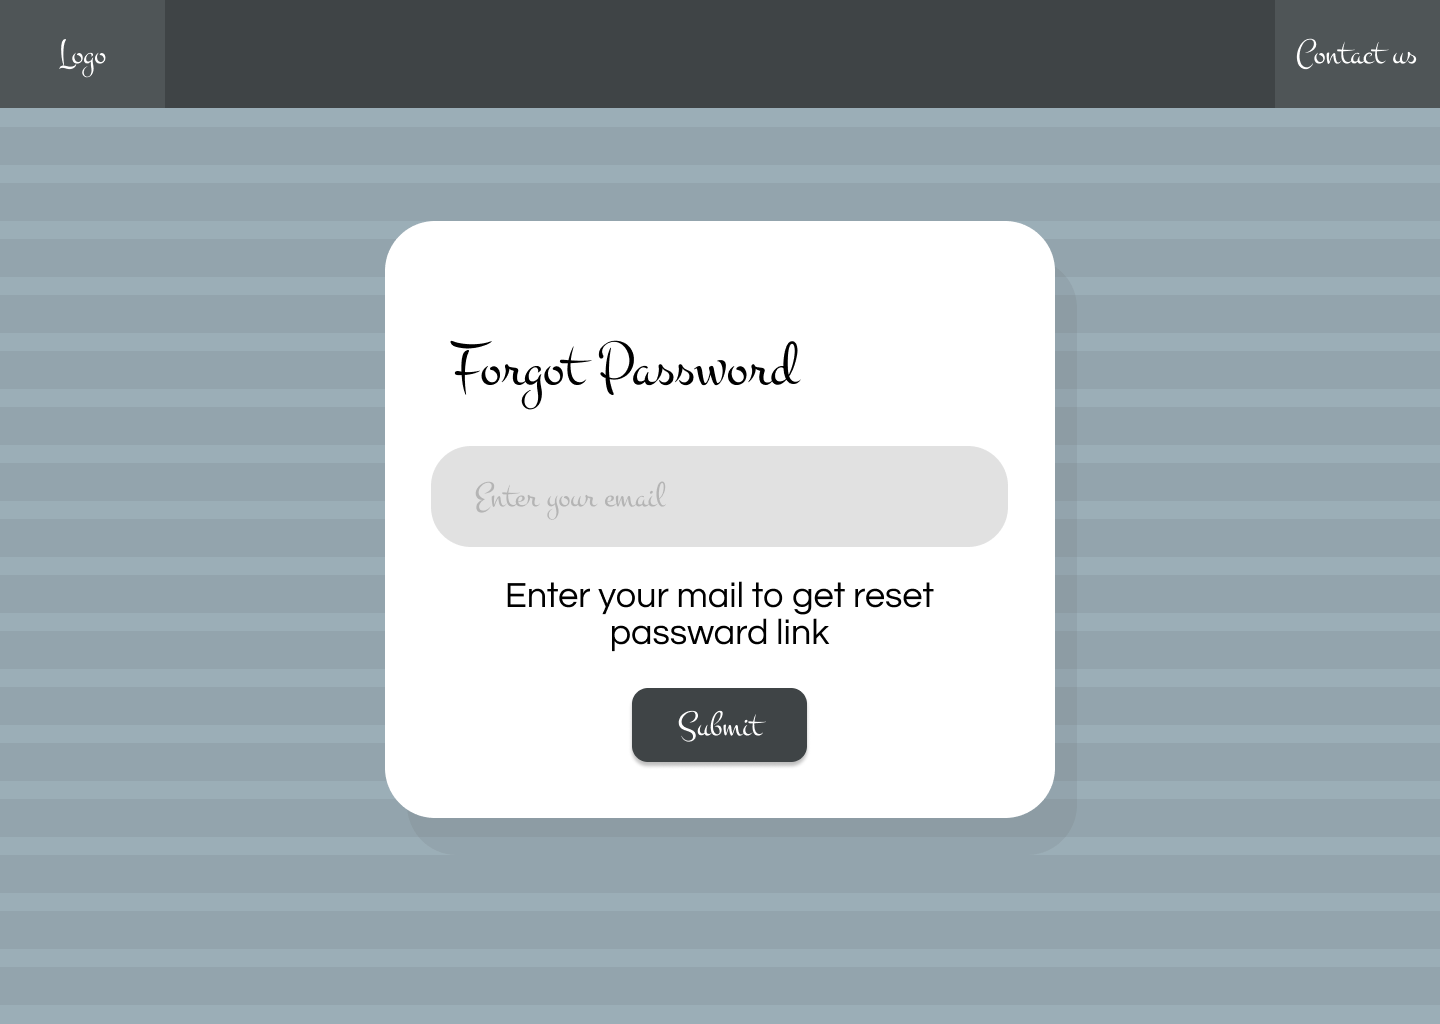 Logo
Contact us
Forgot Password
Enter your email
Enter your mail to get reset
passward link
Submit